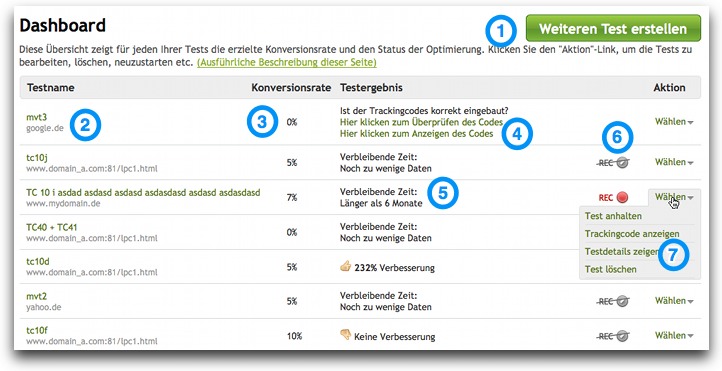 Dashboard
1
Weiteren Test erstellen
Diese Übersicht zeigt für jeden Ihrer Tests die erzielte Konversionsrate und den Status der Optimierung. Klicken Sie den "Aktion"-Link, um die Tests zu
bearbeiten, löschen, neuzustarten etc. (Ausführliche Beschreibung dieser Seite)
Testname Konversionsrate Testergebnis Aktion
mvt3
google.de
2
3
0%
Ist der Trackingcodes korrekt eingebaut?
Hier klicken zum Überprüfen des Codes
Hier klicken zum Anzeigen des Codes
4
Wählen
6
tc10j
www.domain_a.com:81/lpc1.html
5%
Verbleibende Zeit:
Noch zu wenige Daten
REC
Wählen
TC 10 i asdad asdasd asdasd asdasdasd asdasd asdasdasd
www.mydomain.de
7%
Verbleibende Zeit:
Länger als 6 Monate
5
REC
Wählen
Test anhalten
Trackingcode anzeigen
Testdetails zeigen
Test löschen
7
TC40 + TC41
www.domain_a.com:81/lpc1.html
0%
Verbleibende Zeit:
Noch zu wenige Daten
tc10d
www.domain_a.com:81/lpc1.html
5%
232% Verbesserung
mvt2
yahoo.de
5%
Verbleibende Zeit:
Noch zu wenige Daten
REC
Wählen
tc10f
www.domain_a.com:81/lpc1.html
10%
Keine Verbesserung
REC
Wählen